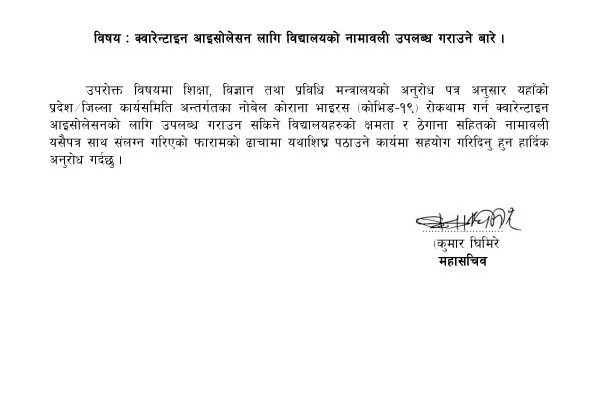 विषय : क्वारेन्टाइन आइसोलेसन लागि विद्यालयको नामावली उपलब्ध गराउने बारे ।
उपरोक्त विषयमा शिक्षा, विज्ञान तथा प्रविधि मन्त्रालयको अनुरोध पत्र अनुसार यहाँको
प्रदेश/जिल्ला कार्यसमिति अन्तर्गतका नोबेल कोराना भाइरस (कोभिड-१९) रोकथाम गर्न क्वारेन्टाइन
आइसोलेसनको लागि उपलब्ध गराउन सकिने विद्यालयहरुको क्षमता र ठेगाना सहितको नामावली
यसैपत्र साथ संलग्न गरिएको फारामको ढाचामा यथाशिघ्र पठाउने कार्यमा सहयोग गरिदिनु हुन हार्दिक
अनुरोध गर्दछु ।
(कुमार घिमिरे
महासचिव